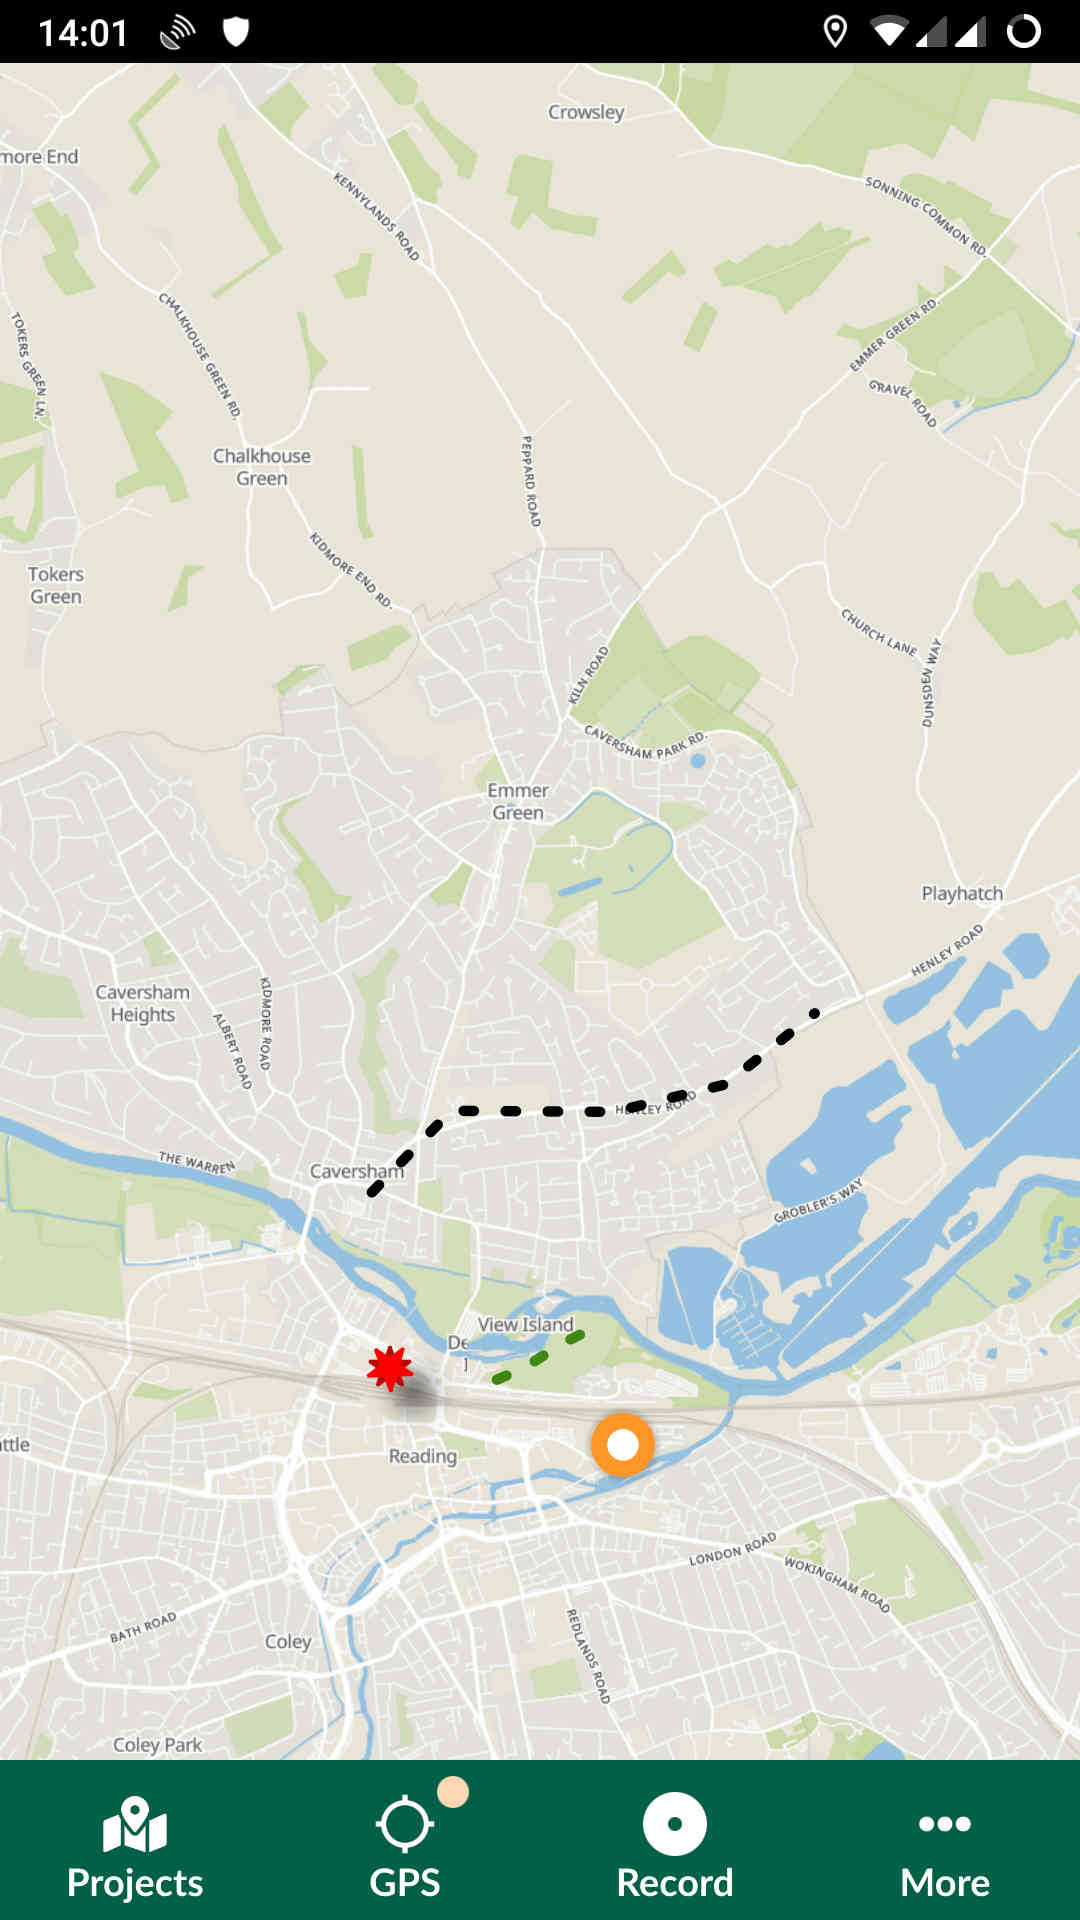 14:01
Crowsley
more End
SONNING COMMON RD.
KENNYLANDS ROAD
CHALKHOUSE GREEN RD.
TOKERS GREEN LN.
EMMER GREEN RD.
GRAVEL ROAD
Chalkhouse
Green
PEPPARD ROAD
KIDMORE END RD.
Tokers
Green
CHURCH LANE
DUNSDEN WAY
KILN ROAD
CAVERSHAM PARK RD.
Emmer
Green
Playhatch
HENLEY ROAD
Caversham
Heights
KIDMORE ROAD
ALBERT ROAD
HENLEY ROAD
THE WARREN
Caversham
GROBLER'S WAY
View Island
De
Reading
ttle
LONDON ROAD
WOKINGHAM ROAD
BATH ROAD
REDLANDS ROAD
Coley
Coley Park
Projects
GPS
Record
More